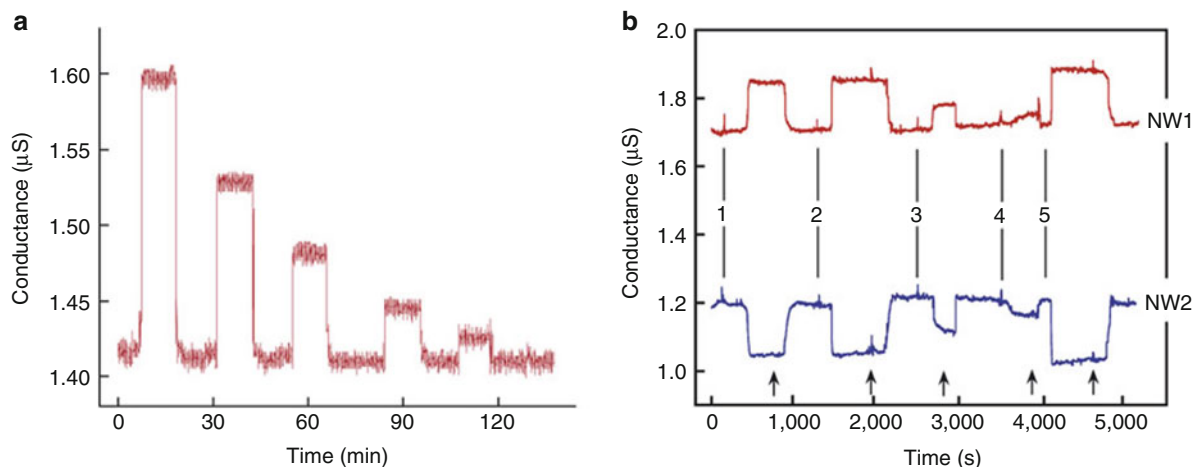 a
Conductance (µS)
1.60
1.55
1.50
1.45
1.40
0 30 60 90 120
Time (min)
b
Conductance (µS)
2.0
1.8
1.6
1.4
1.2
1.0
NW1
1 2 3 4 5
NW2
0 1,000 2,000 3,000 4,000 5,000
Time (s)